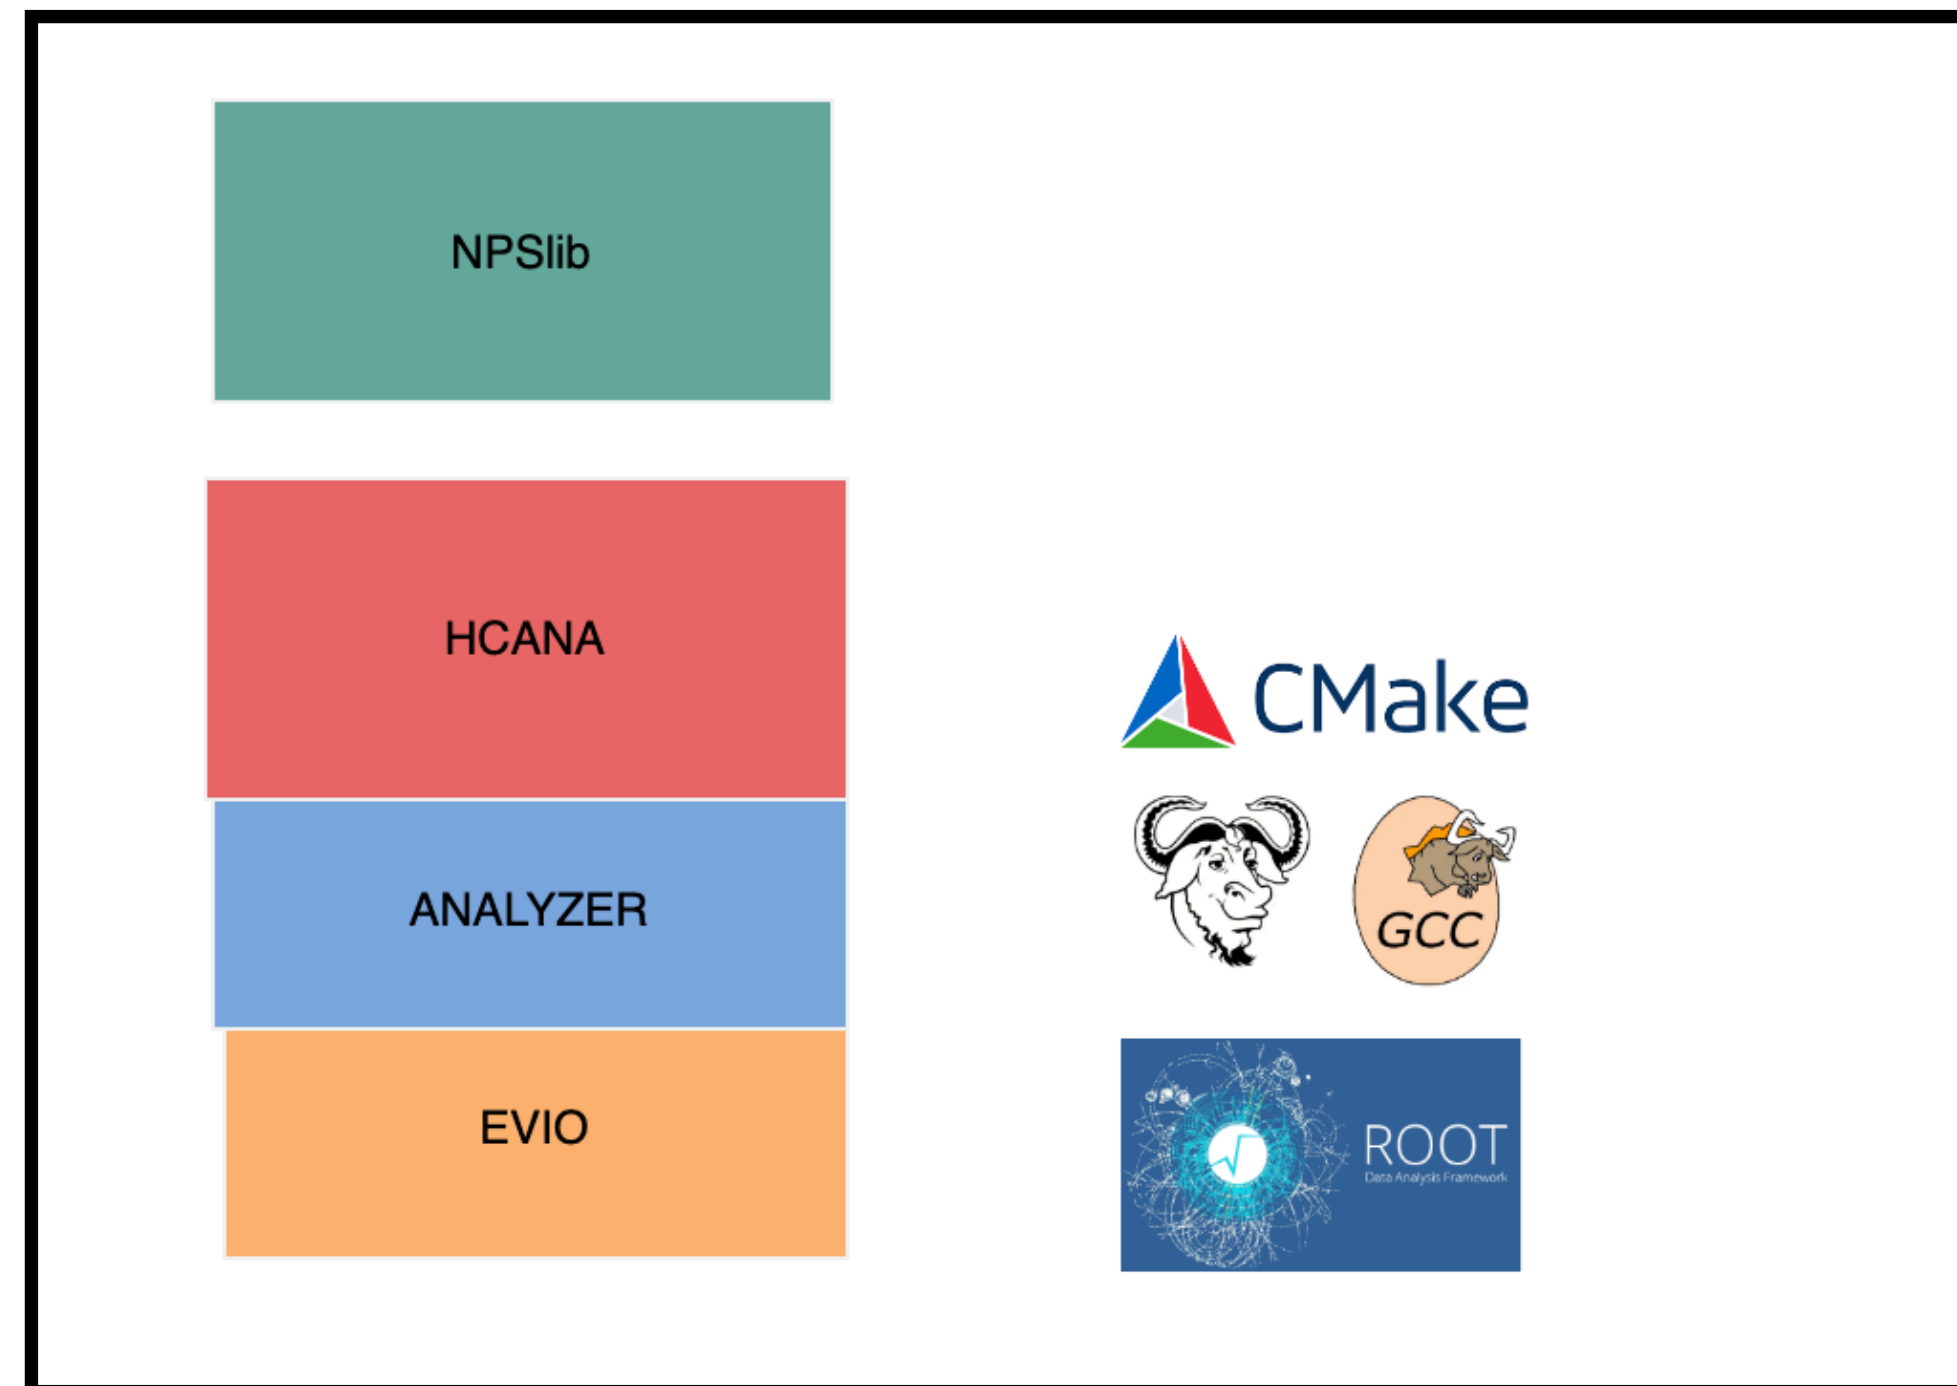 NPSlib
HCANA
ANALYZER
EVIO
CMake
GCC
ROOT
Data Analysis Framework